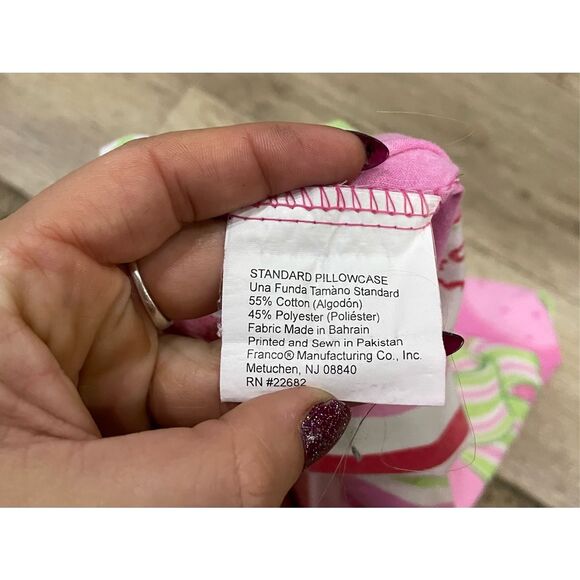 STANDARD PILLOWCASE
Una Funda Tamano Standard
55% Cotton (Algodón)
45% Polyester (Poliéster)
Fabric Made in Bahrain
Printed and Sewn in Pakistan
Franco® Manufacturing Co., Inc.
Metuchen, NJ 08840
RN #22682